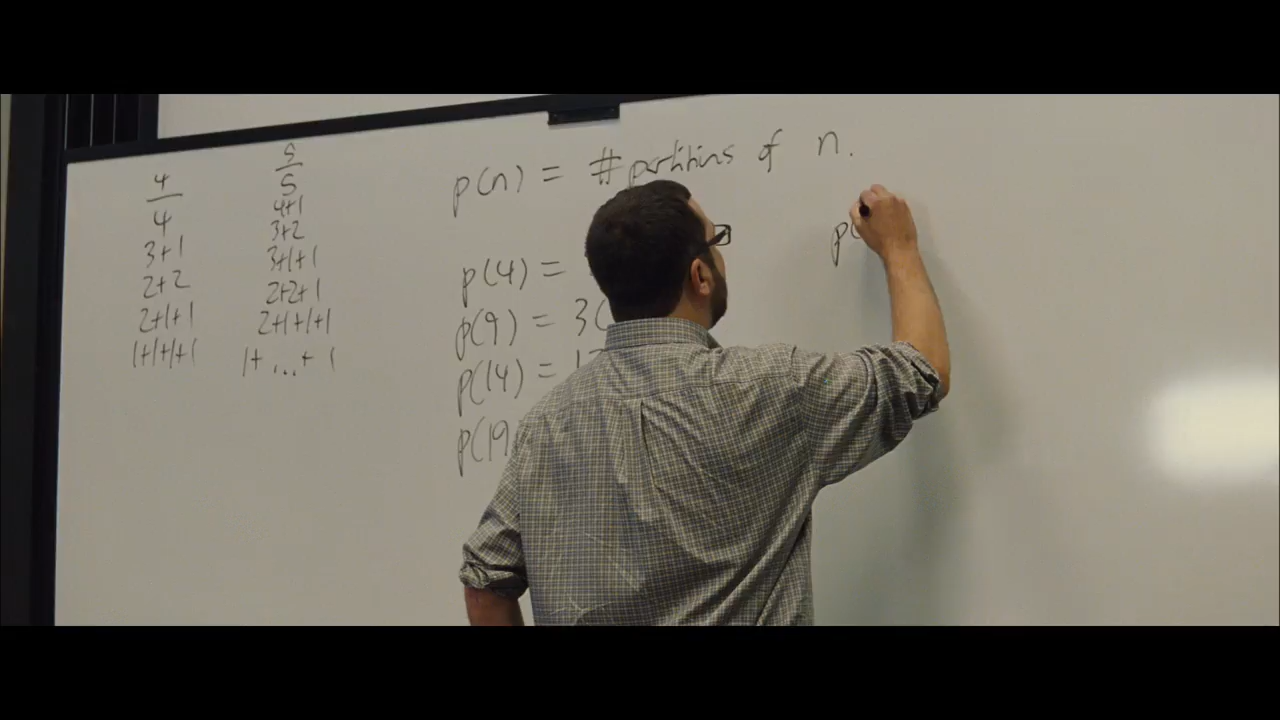 4
4
3+1
2+2
2+1+1
1+1+1+1
5
5
4+1
3+2
3+1+1
2+2+1
2+1+1+1
1+...+1
p(n) = # partitions of n.
p(4) =
p(9) = 3
p(14) = 1
p(19
p(